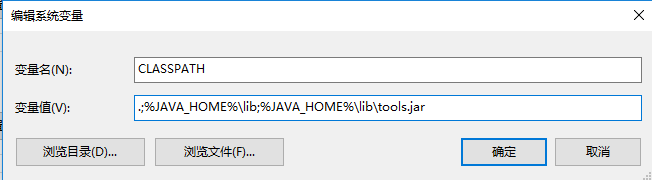 编辑系统变量
变量名(N): CLASSPATH
变量值(V): .;%JAVA_HOME%\lib;%JAVA_HOME%\lib\tools.jar
浏览目录(D)... 浏览文件(F)... 确定 取消